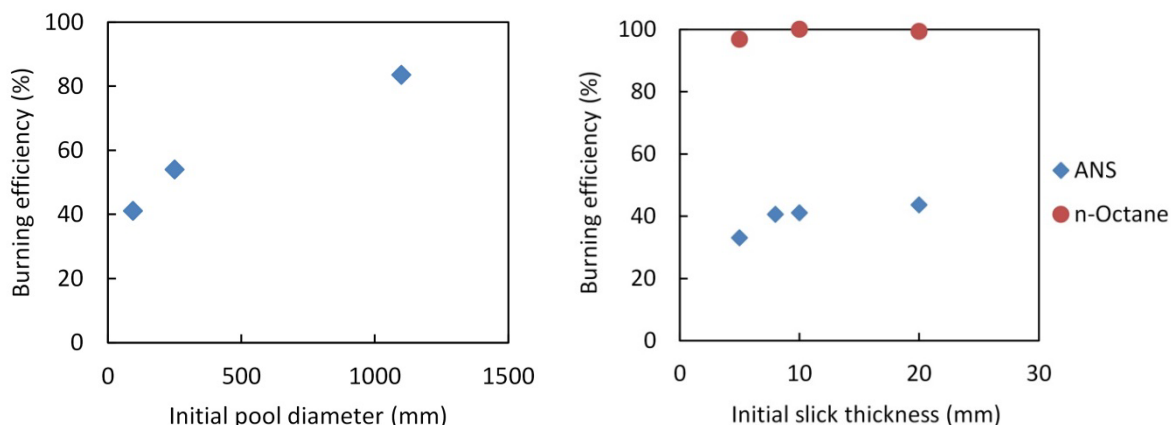 Burning efficiency (%)
100
80
60
40
20
0
0 500 1000 1500
Initial pool diameter (mm)
Burning efficiency (%)
100
80
60
40
20
0
0 10 20 30
Initial slick thickness (mm)
ANS
n-Octane